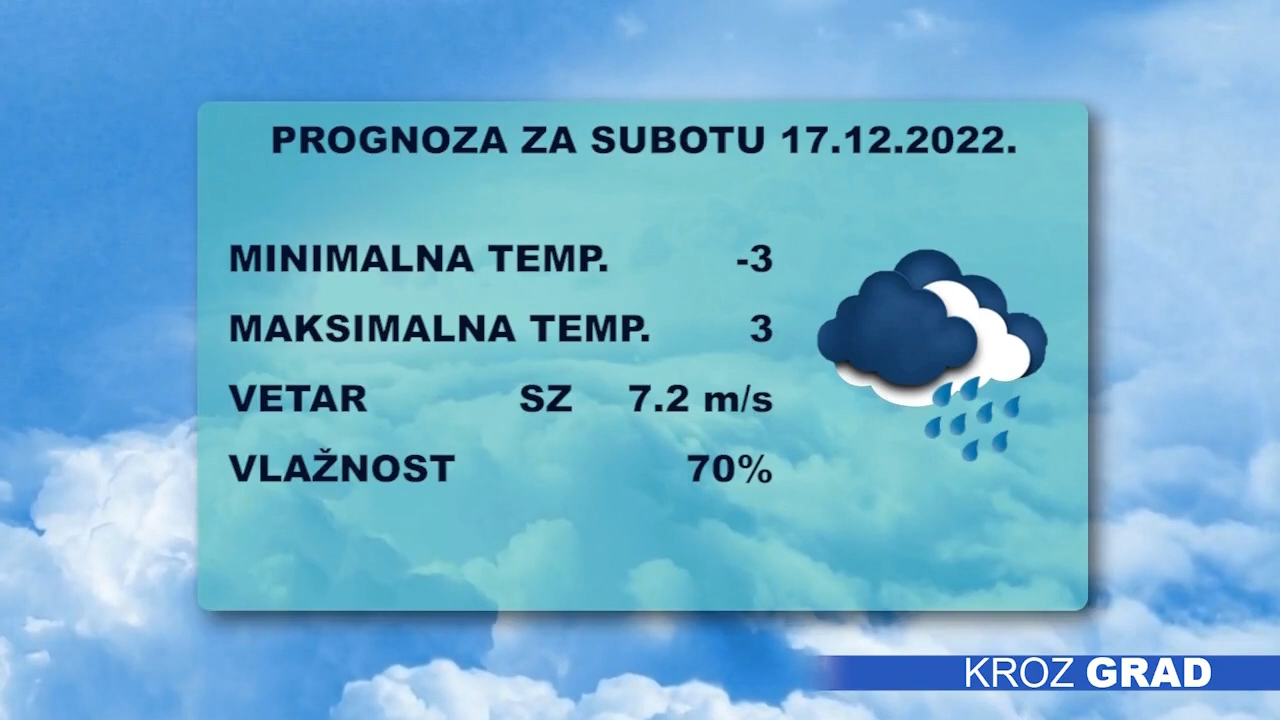 PROGNOZA ZA SUBOTU 17.12.2022.
MINIMALNA TEMP. -3
MAKSIMALNA TEMP. 3
VETAR SZ 7.2 m/s
VLAŽNOST 70%
KROZ GRAD